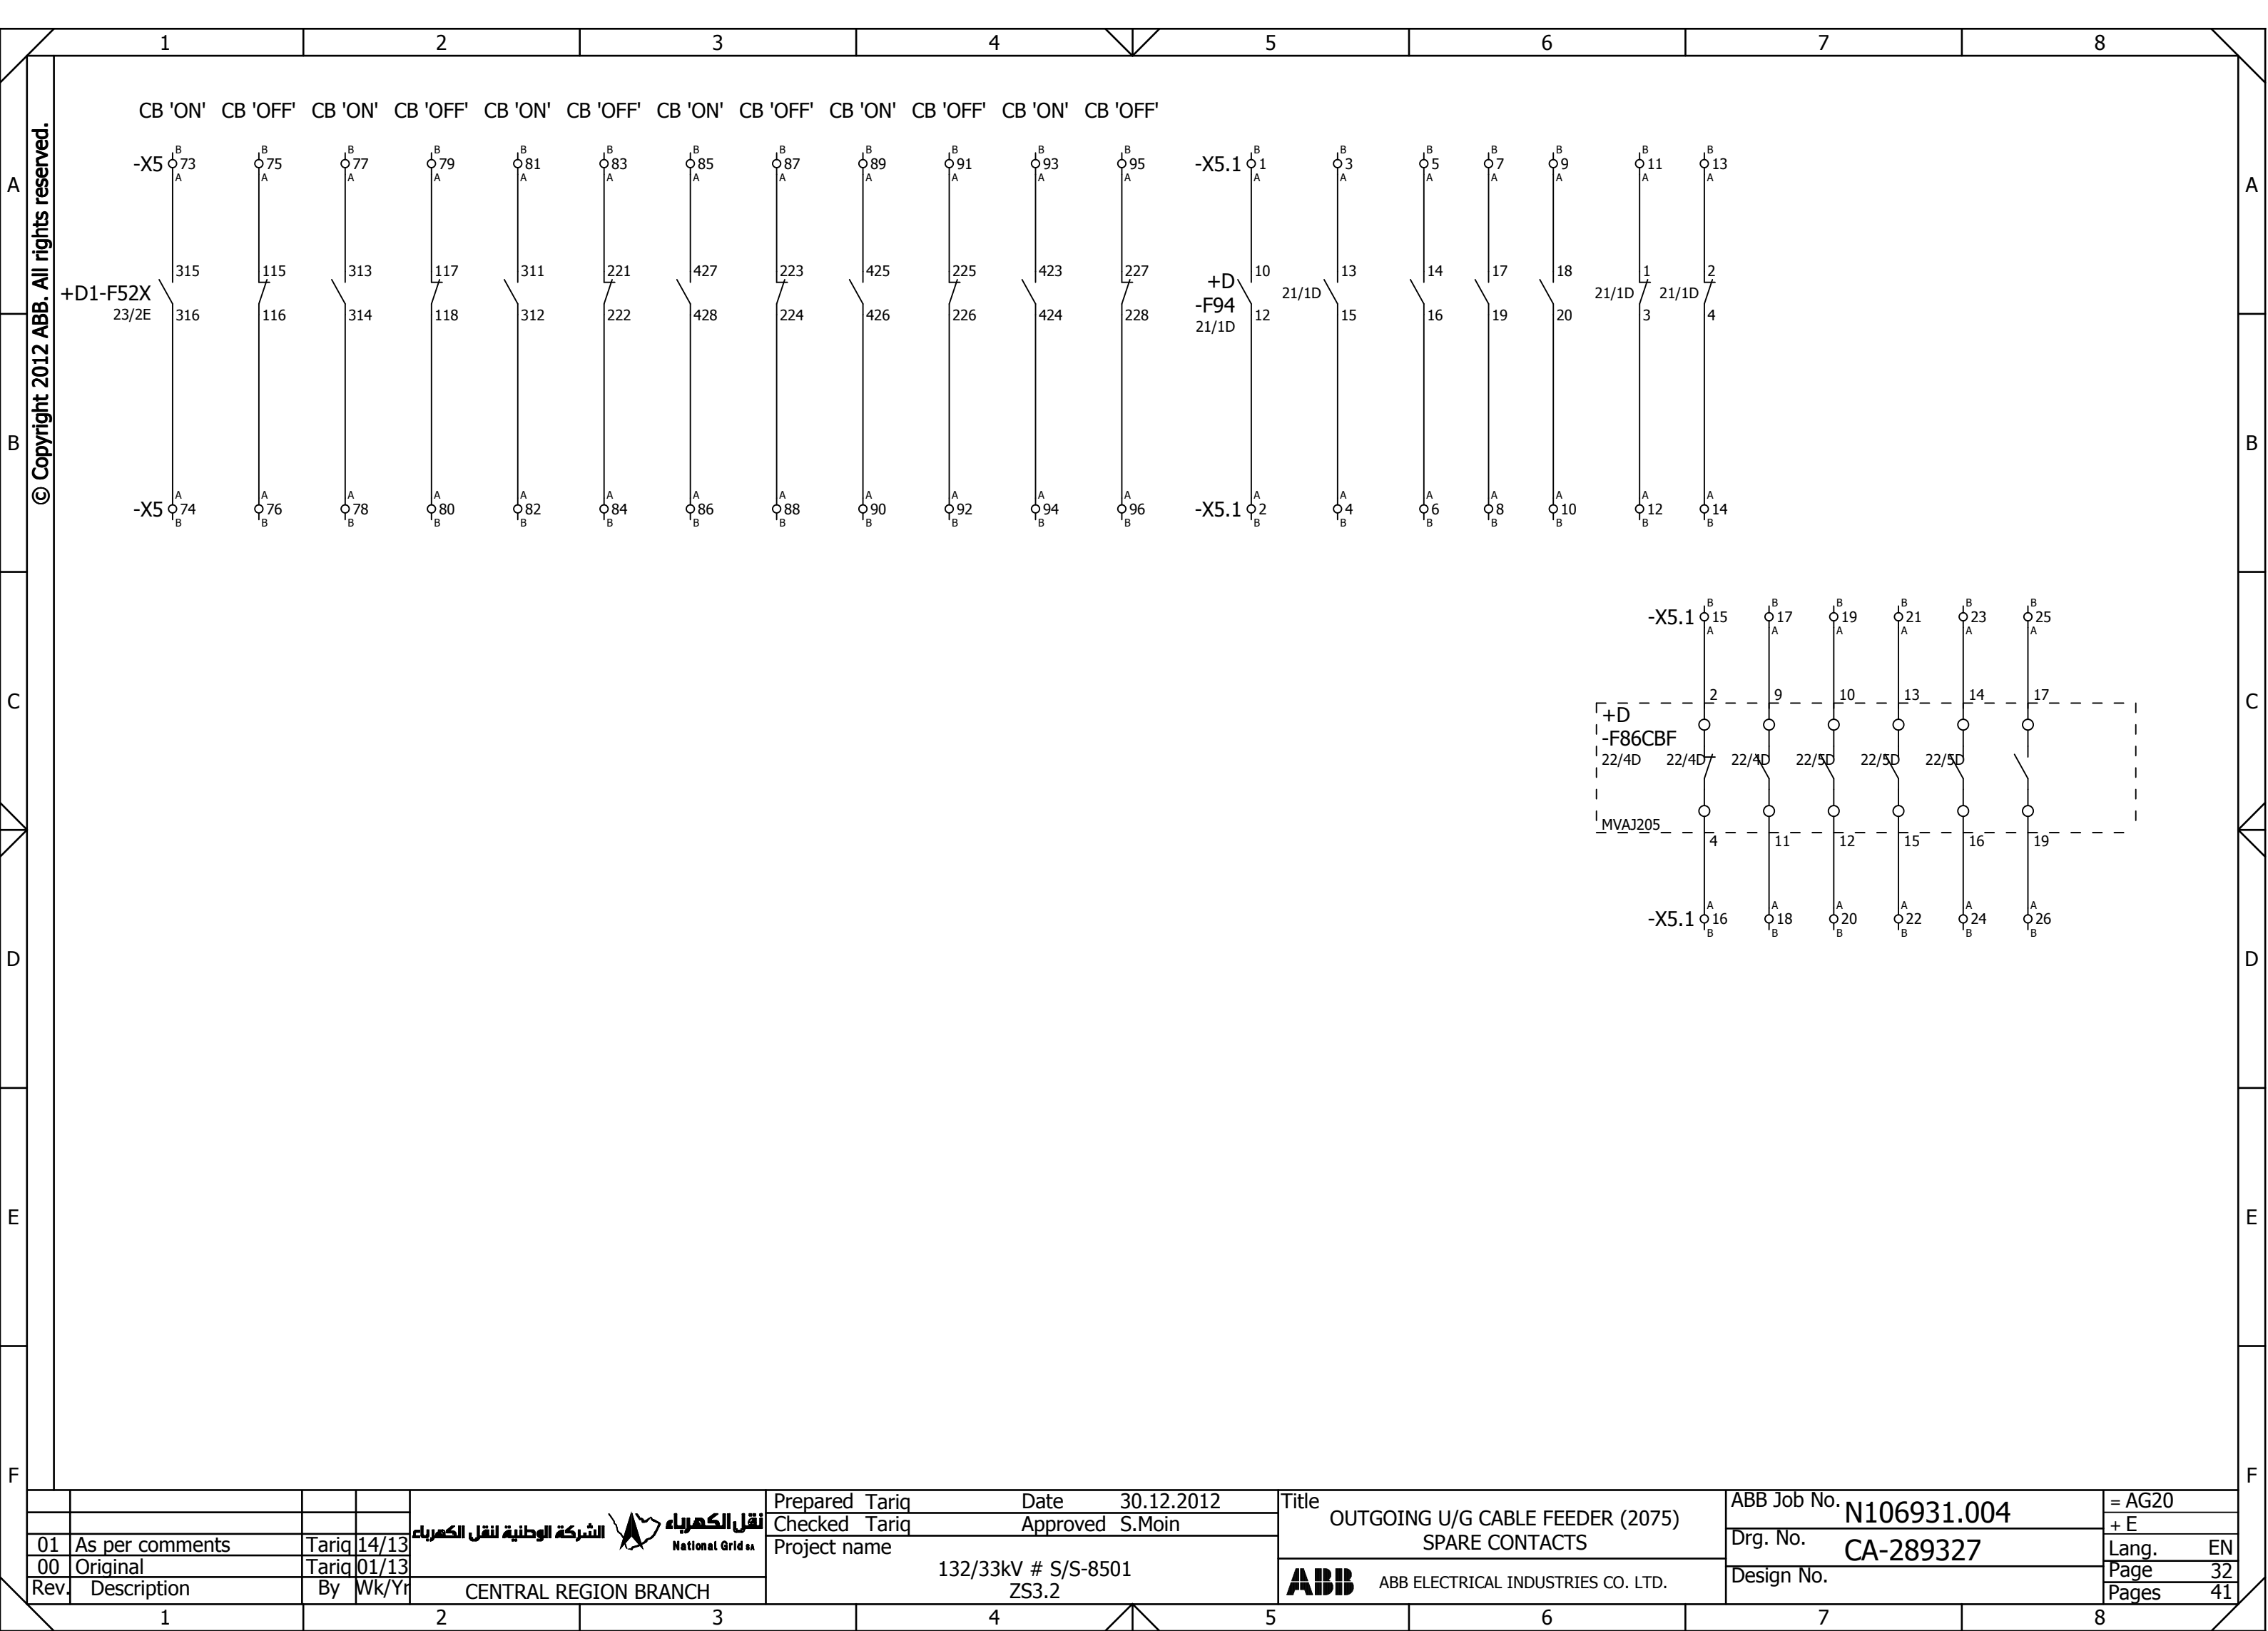 1 2 3 4 5 6 7 8
CB 'ON' CB 'OFF' CB 'ON' CB 'OFF' CB 'ON' CB 'OFF' CB 'ON' CB 'OFF' CB 'ON' CB 'OFF' CB 'ON' CB 'OFF'
B B B B B B B B B B B B B B B B B B B
-X5 73 75 77 79 81 83 85 87 89 91 93 95 -X5.1 1 3 5 7 9 11 13
A A A A A A A A A A A A A A A A A A A
A A
© Copyright 2012 ABB. All rights reserved.
315 115 313 117 311 221 427 223 425 225 423 227 10 13 14 17 18 1 2
+D1-F52X +D 21/1D 21/1D 21/1D
23/2E -F94
316 116 314 118 312 222 428 224 426 226 424 228 12 15 16 19 20 3 4
21/1D
B B
A A A A A A A A A A A A A A A A A A A
-X5 74 76 78 80 82 84 86 88 90 92 94 96 -X5.1 2 4 6 8 10 12 14
B B B B B B B B B B B B B B B B B B B
B B B B B B
-X5.1 15 17 19 21 23 25
A A A A A A
C C
2 9 10 13 14 17
+D
-F86CBF
22/4D 22/4D 22/4D 22/5D 22/5D 22/5D
MVAJ205
4 11 12 15 16 19
A A A A A A
-X5.1 16 18 20 22 24 26
B B B B B B
D D
E E
F F
01 As per comments Tariq 14/13
00 Original Tariq 01/13
Rev. Description By Wk/Yr
الشركة الوطنية لنقل الكهرباء
نقل الكهرباء
National Grid SA
CENTRAL REGION BRANCH
Prepared Tariq Date 30.12.2012
Checked Tariq Approved S.Moin
Project name
132/33kV # S/S-8501
ZS3.2
Title
OUTGOING U/G CABLE FEEDER (2075)
SPARE CONTACTS
ABB ABB ELECTRICAL INDUSTRIES CO. LTD.
ABB Job No. N106931.004
Drg. No. CA-289327
Design No.
= AG20
+ E
Lang. EN
Page 32
Pages 41
1 2 3 4 5 6 7 8